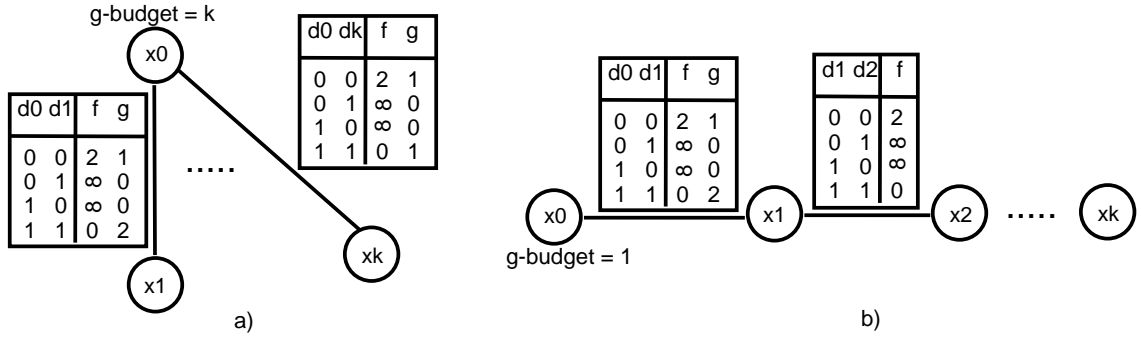 g-budget = k
x0
d0 dk f g
0 0 2 1
0 1 ∞ 0
1 0 ∞ 0
1 1 0 1
d0 d1 f g
0 0 2 1
0 1 ∞ 0
1 0 ∞ 0
1 1 0 2
.....
x1
xk
a)
d0 d1 f g
0 0 2 1
0 1 ∞ 0
1 0 ∞ 0
1 1 0 2
d1 d2 f
0 0 2
0 1 ∞
1 0 ∞
1 1 0
x0
x1
x2
.....
xk
g-budget = 1
b)